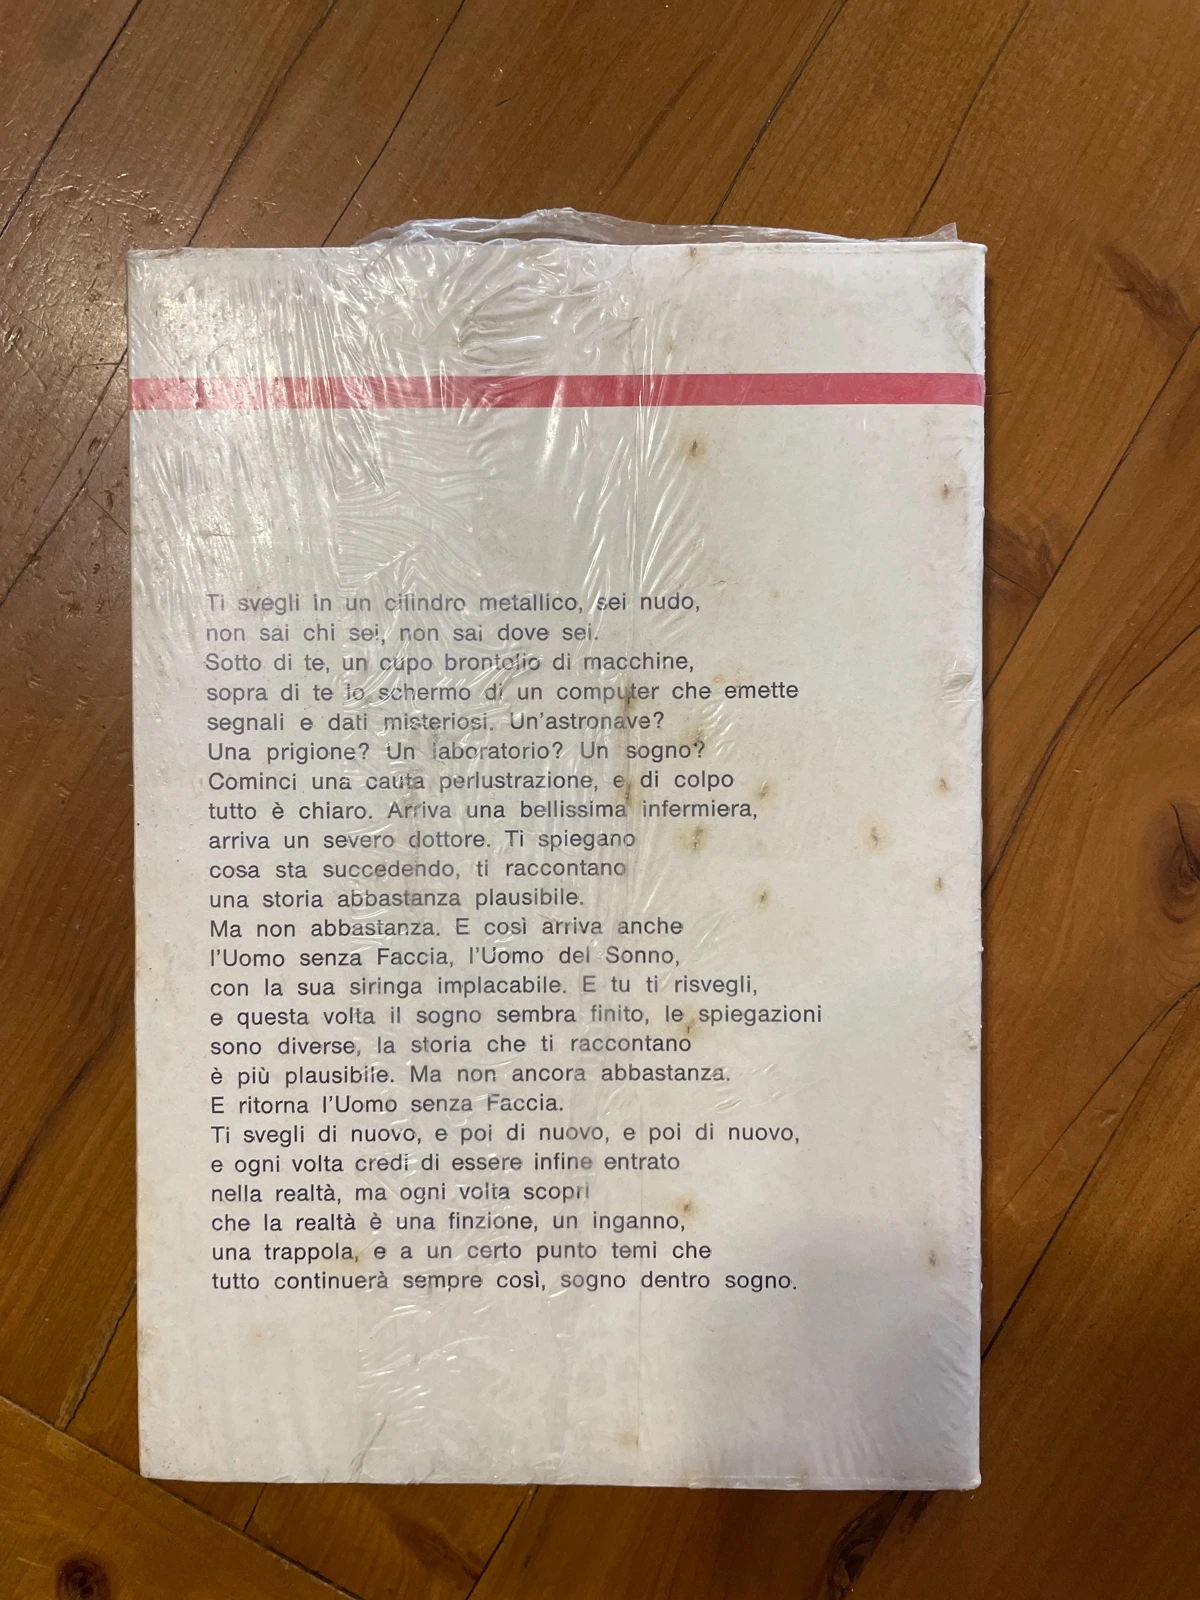 Ti svegli in un cilindro metallico, sei nudo,
non sai chi sei, non sai dove sei.
Sotto di te, un cupo brontolio di macchine,
sopra di te lo schermo di un computer che emette
segnali e dati misteriosi. Un'astronave?
Una prigione? Un laboratorio? Un sogno?
Cominci una cauta perlustrazione, e di colpo
tutto è chiaro. Arriva una bellissima infermiera,
arriva un severo dottore. Ti spiegano
cosa sta succedendo, ti raccontano
una storia abbastanza plausibile.
Ma non abbastanza. E così arriva anche
l'Uomo senza Faccia, l'Uomo del Sonno,
con la sua siringa implacabile. E tu ti risvegli,
e questa volta il sogno sembra finito, le spiegazioni
sono diverse, la storia che ti raccontano
è più plausibile. Ma non ancora abbastanza.
E ritorna l'Uomo senza Faccia.
Ti svegli di nuovo, e poi di nuovo, e poi di nuovo,
e ogni volta credi di essere infine entrato
nella realtà, ma ogni volta scopri
che la realtà è una finzione, un inganno,
una trappola, e a un certo punto temi che
tutto continuerà sempre così, sogno dentro sogno.